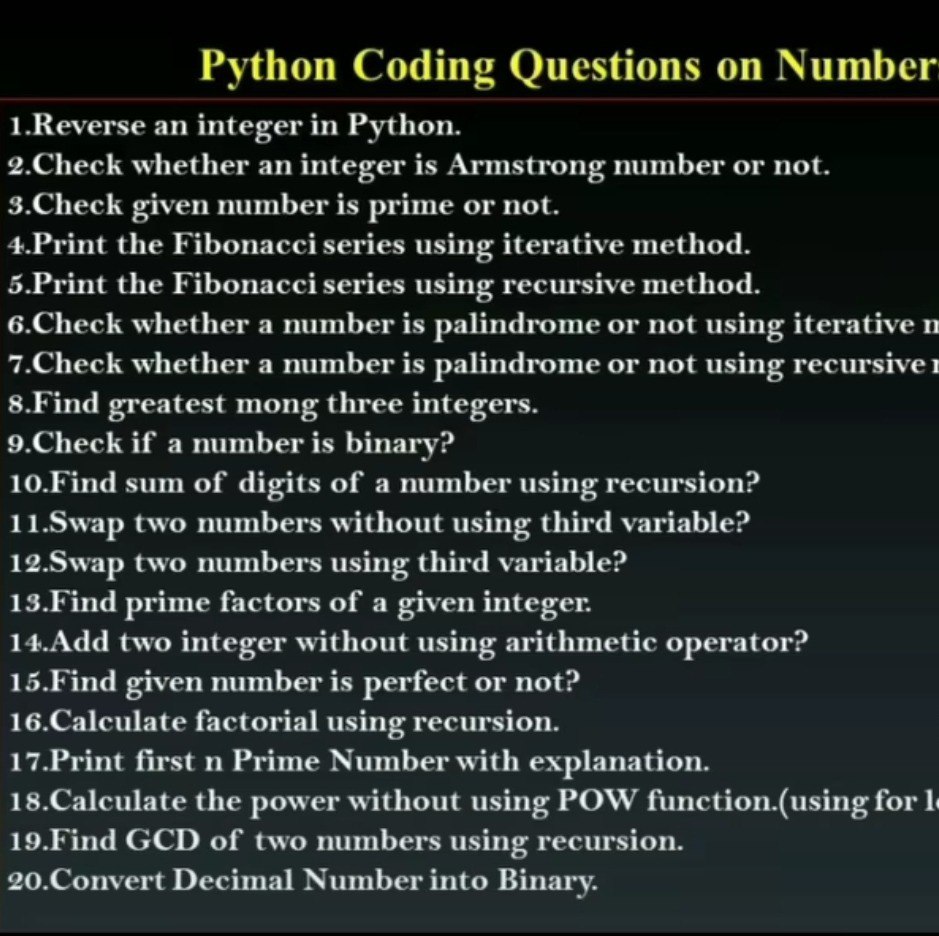 Python Coding Questions on Number
1.Reverse an integer in Python.
2.Check whether an integer is Armstrong number or not.
3.Check given number is prime or not.
4.Print the Fibonacci series using iterative method.
5.Print the Fibonacci series using recursive method.
6.Check whether a number is palindrome or not using iterative
7.Check whether a number is palindrome or not using recursive
8.Find greatest mong three integers.
9.Check if a number is binary?
10.Find sum of digits of a number using recursion?
11.Swap two numbers without using third variable?
12.Swap two numbers using third variable?
13.Find prime factors of a given integer.
14.Add two integer without using arithmetic operator?
15.Find given number is perfect or not?
16.Calculate factorial using recursion.
17.Print first n Prime Number with explanation.
18.Calculate the power without using POW function.(using for
19.Find GCD of two numbers using recursion.
20.Convert Decimal Number into Binary.